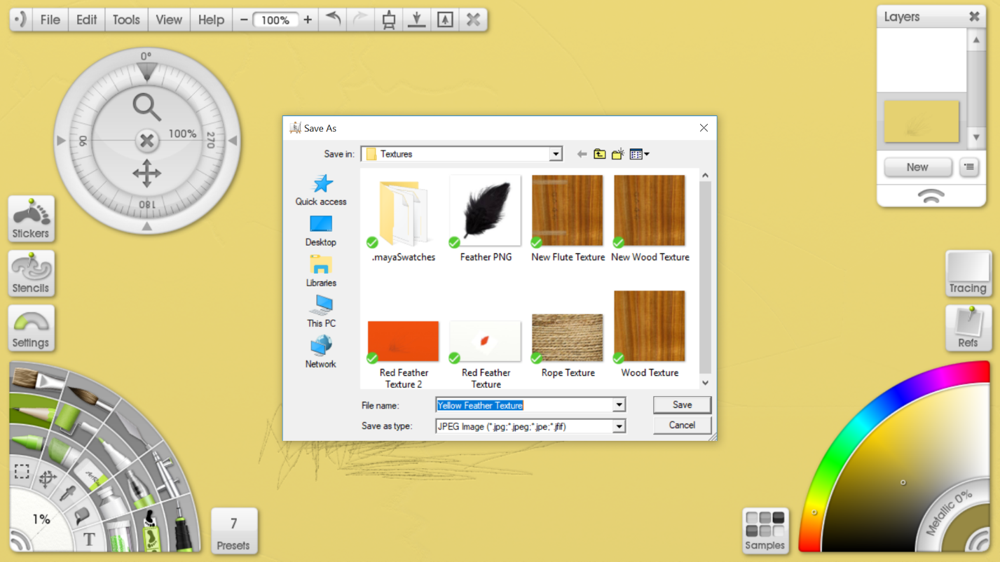 File Edit Tools View Help − 100% +
Layers
0°
100%
90
270
180
New
Stickers
Stencils
Settings
Tracing
Refs
Save As
Save in: Textures
Quick access
Desktop
Libraries
This PC
Network
.mayaSwatches
Feather PNG
New Flute Texture
New Wood Texture
Red Feather
Texture 2
Red Feather
Texture
Rope Texture
Wood Texture
File name: Yellow Feather Texture
Save
Save as type: JPEG Image (*.jpg;*.jpeg;*.jpe;*.jfif)
Cancel
1%
T
7
Presets
Samples
Metallic 0%